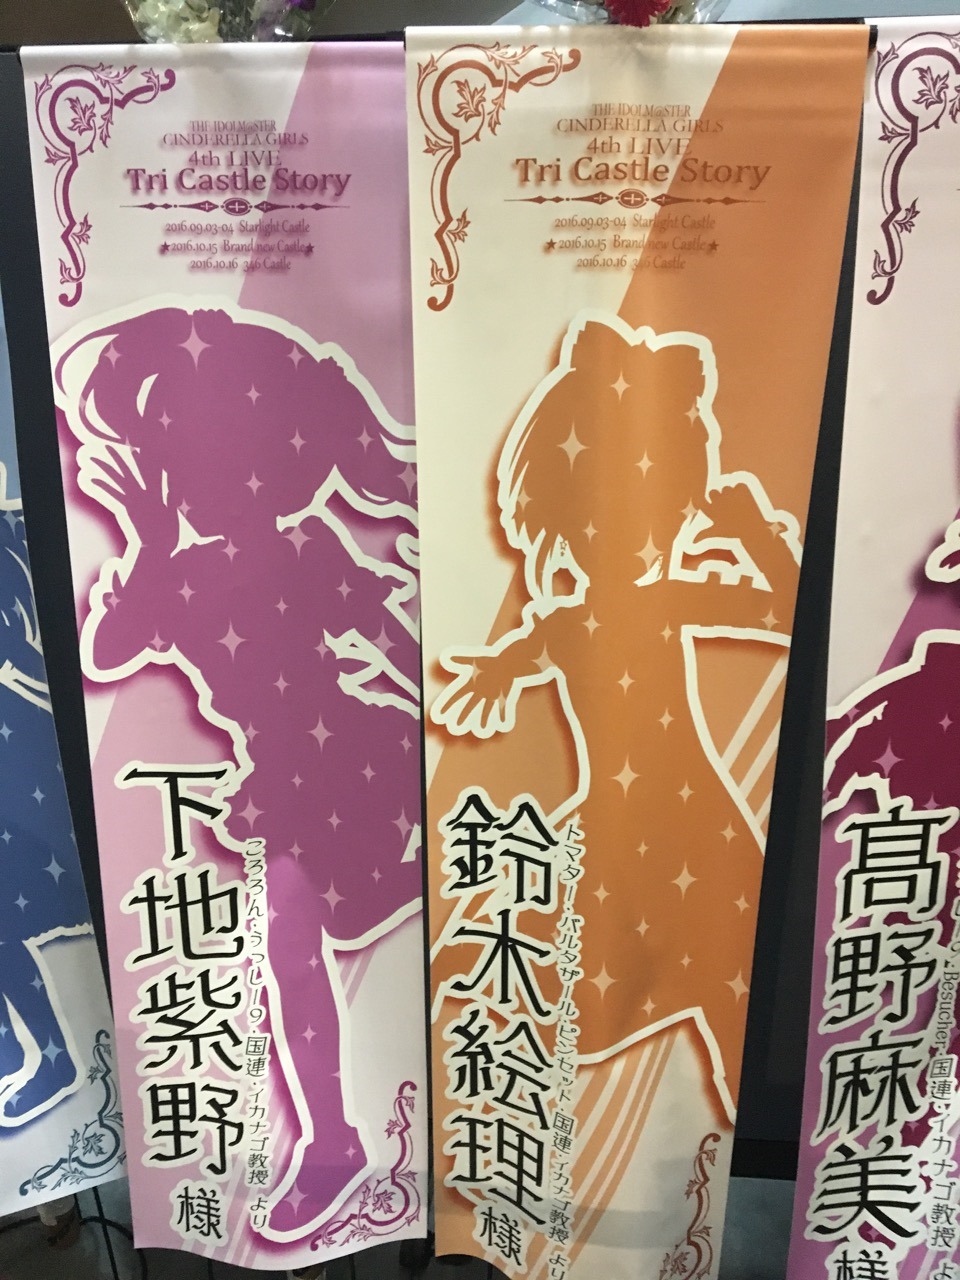 THE IDOLM@STER
CINDERELLA GIRLS
4th LIVE
Tri Castle Story
2016.09.03-04 Starlight Castle
★2016.10.15 Brand new Castle★
2016.10.16 346 Castle
下地紫野様
ころろん・うっしー9・国連・イカナゴ教授 より
THE IDOLM@STER
CINDERELLA GIRLS
4th LIVE
Tri Castle Story
2016.09.03-04 Starlight Castle
★2016.10.15 Brand new Castle★
2016.10.16 346 Castle
鈴木絵理様
トマター・バルタザール・ピンセット・国連・イカナゴ教授 より
髙野麻美様
Besucher・国連・イカナゴ教授 よ